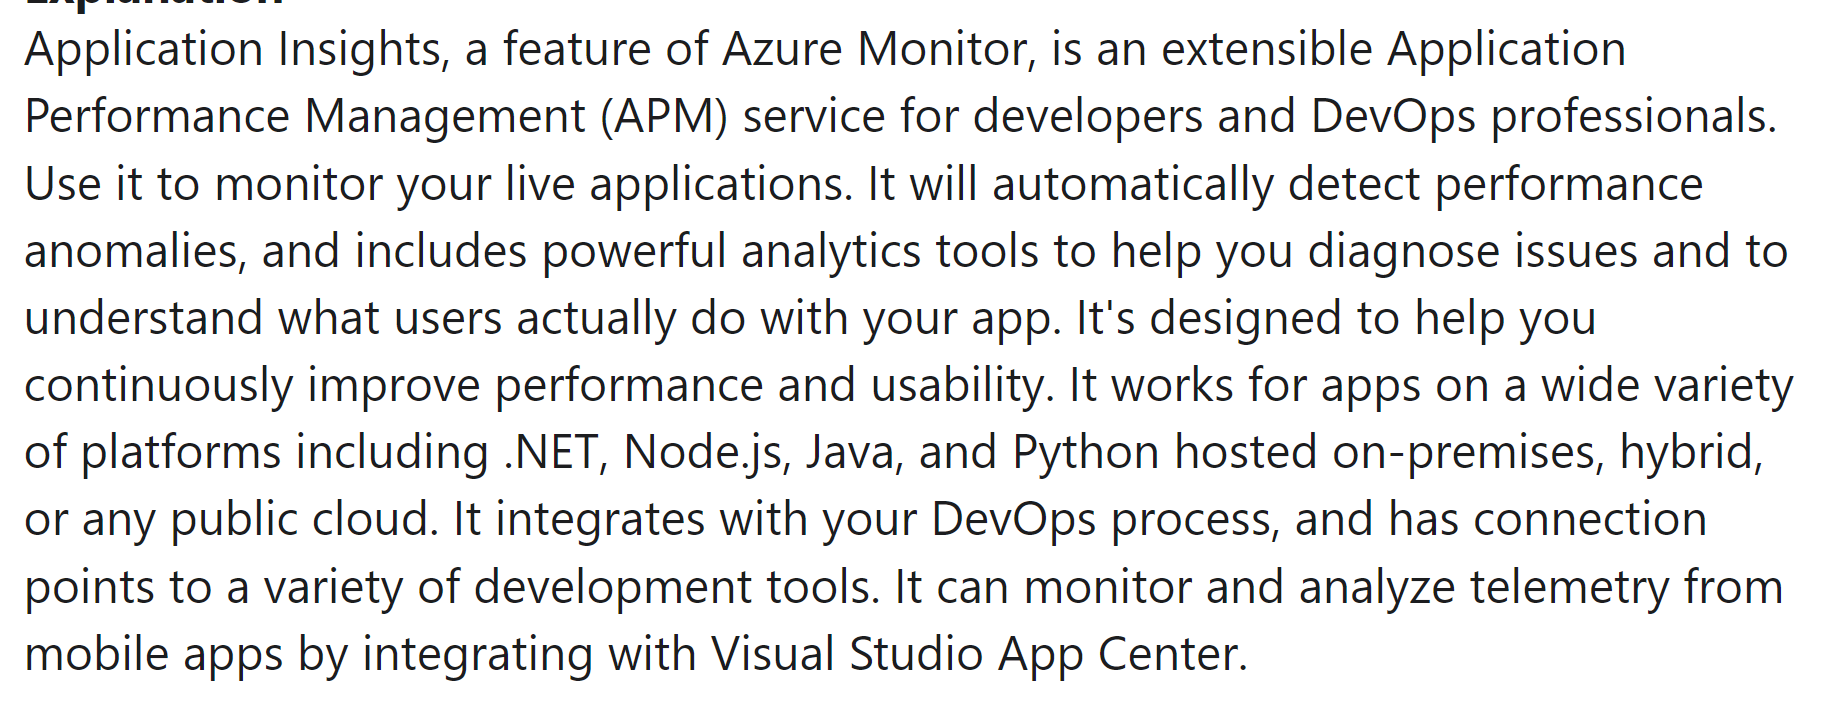 Explanation
Application Insights, a feature of Azure Monitor, is an extensible Application
Performance Management (APM) service for developers and DevOps professionals.
Use it to monitor your live applications. It will automatically detect performance
anomalies, and includes powerful analytics tools to help you diagnose issues and to
understand what users actually do with your app. It's designed to help you
continuously improve performance and usability. It works for apps on a wide variety
of platforms including .NET, Node.js, Java, and Python hosted on-premises, hybrid,
or any public cloud. It integrates with your DevOps process, and has connection
points to a variety of development tools. It can monitor and analyze telemetry from
mobile apps by integrating with Visual Studio App Center.